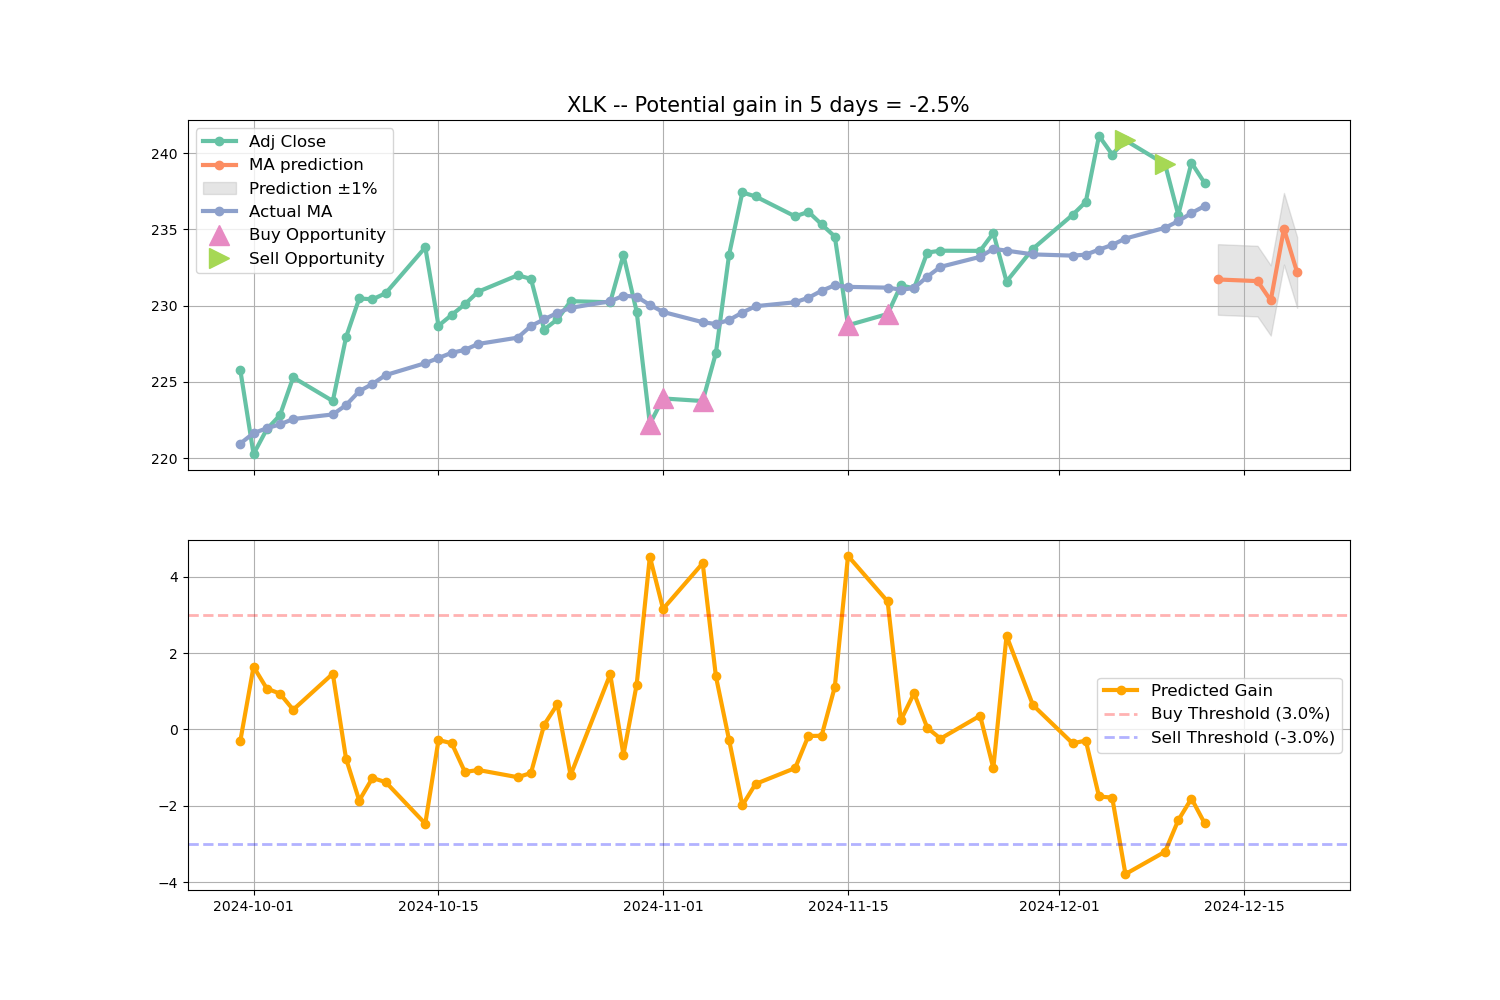 XLK -- Potential gain in 5 days = -2.5%
Adj Close
MA prediction
Prediction ±1%
Actual MA
Buy Opportunity
Sell Opportunity
240
235
230
225
220
4
2
0
−2
−4
Predicted Gain
Buy Threshold (3.0%)
Sell Threshold (-3.0%)
2024-10-01
2024-10-15
2024-11-01
2024-11-15
2024-12-01
2024-12-15